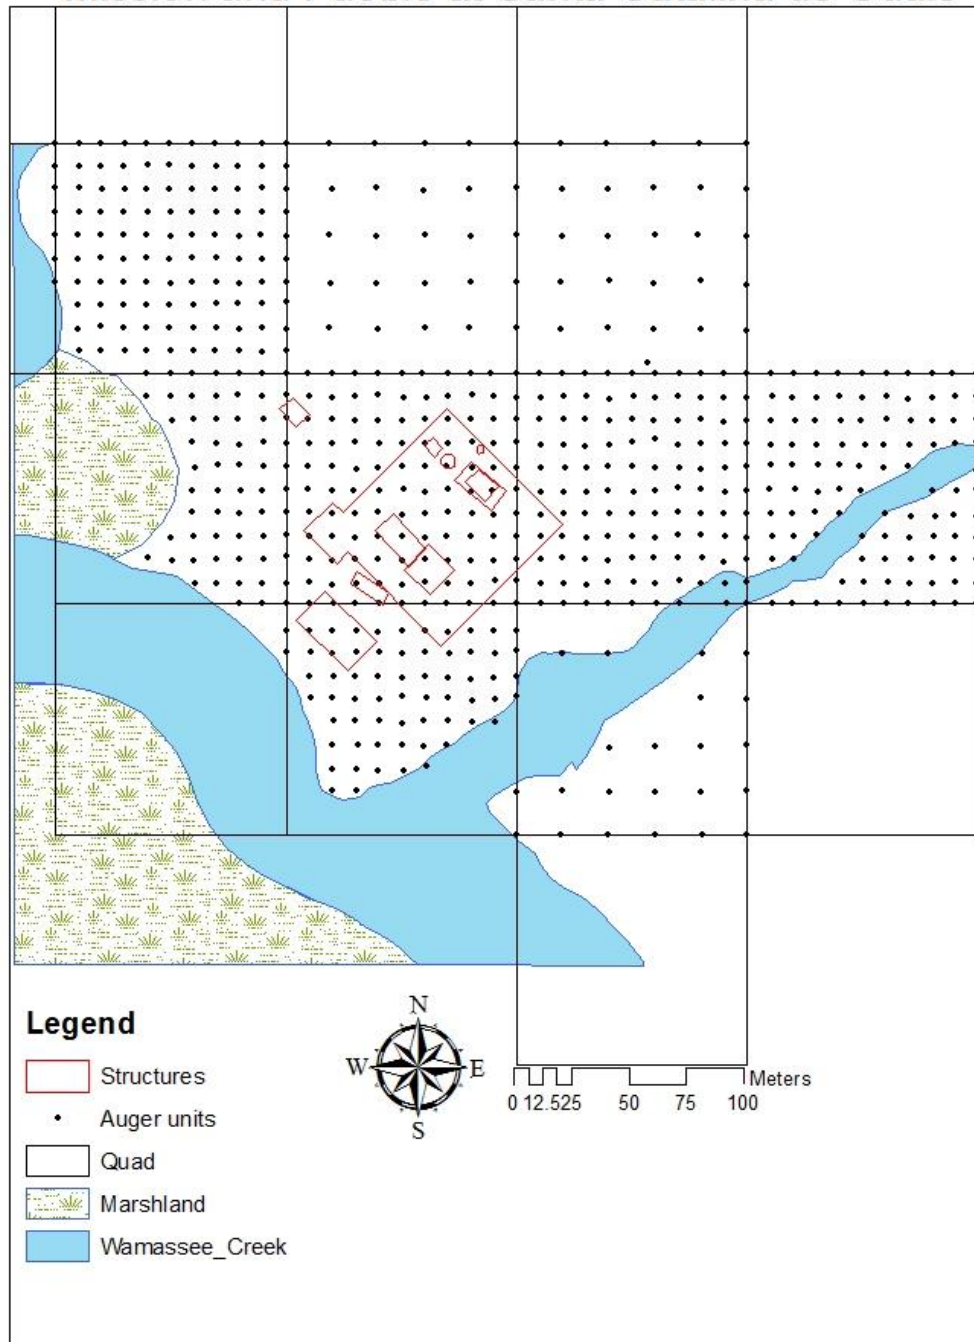 N
Legend
W E
Structures
Meters
0 12.525 50 75 100
Auger units
S
Quad
Marshland
Wamassee_Creek